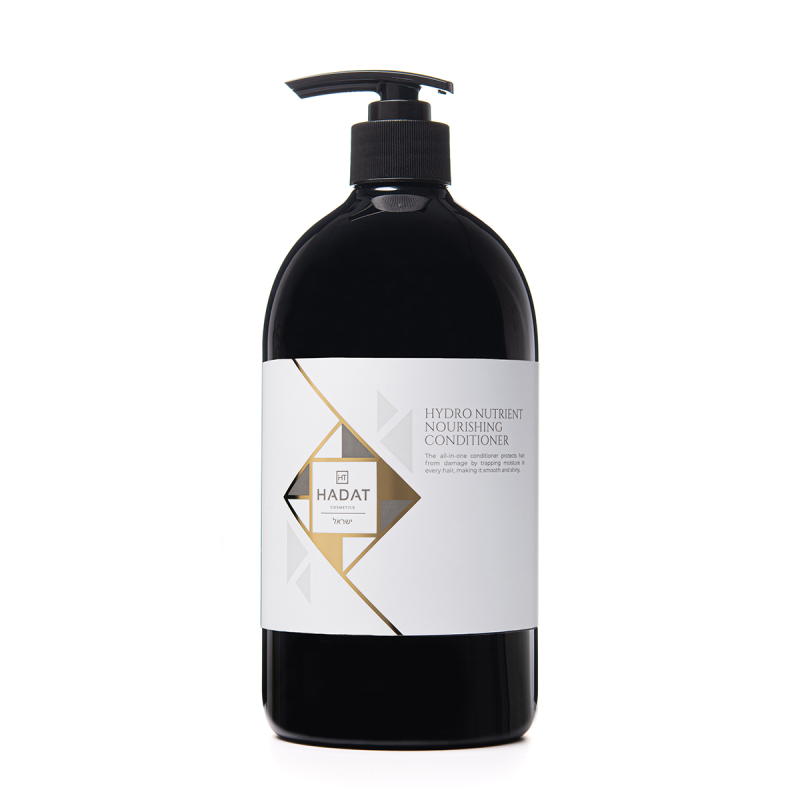 HYDRO NUTRIENT
NOURISHING
CONDITIONER
The all-in-one conditioner protects hair
from damage by trapping moisture in
every hair, making it smooth and shiny.
HT
HADAT
COSMETICS
ישראל